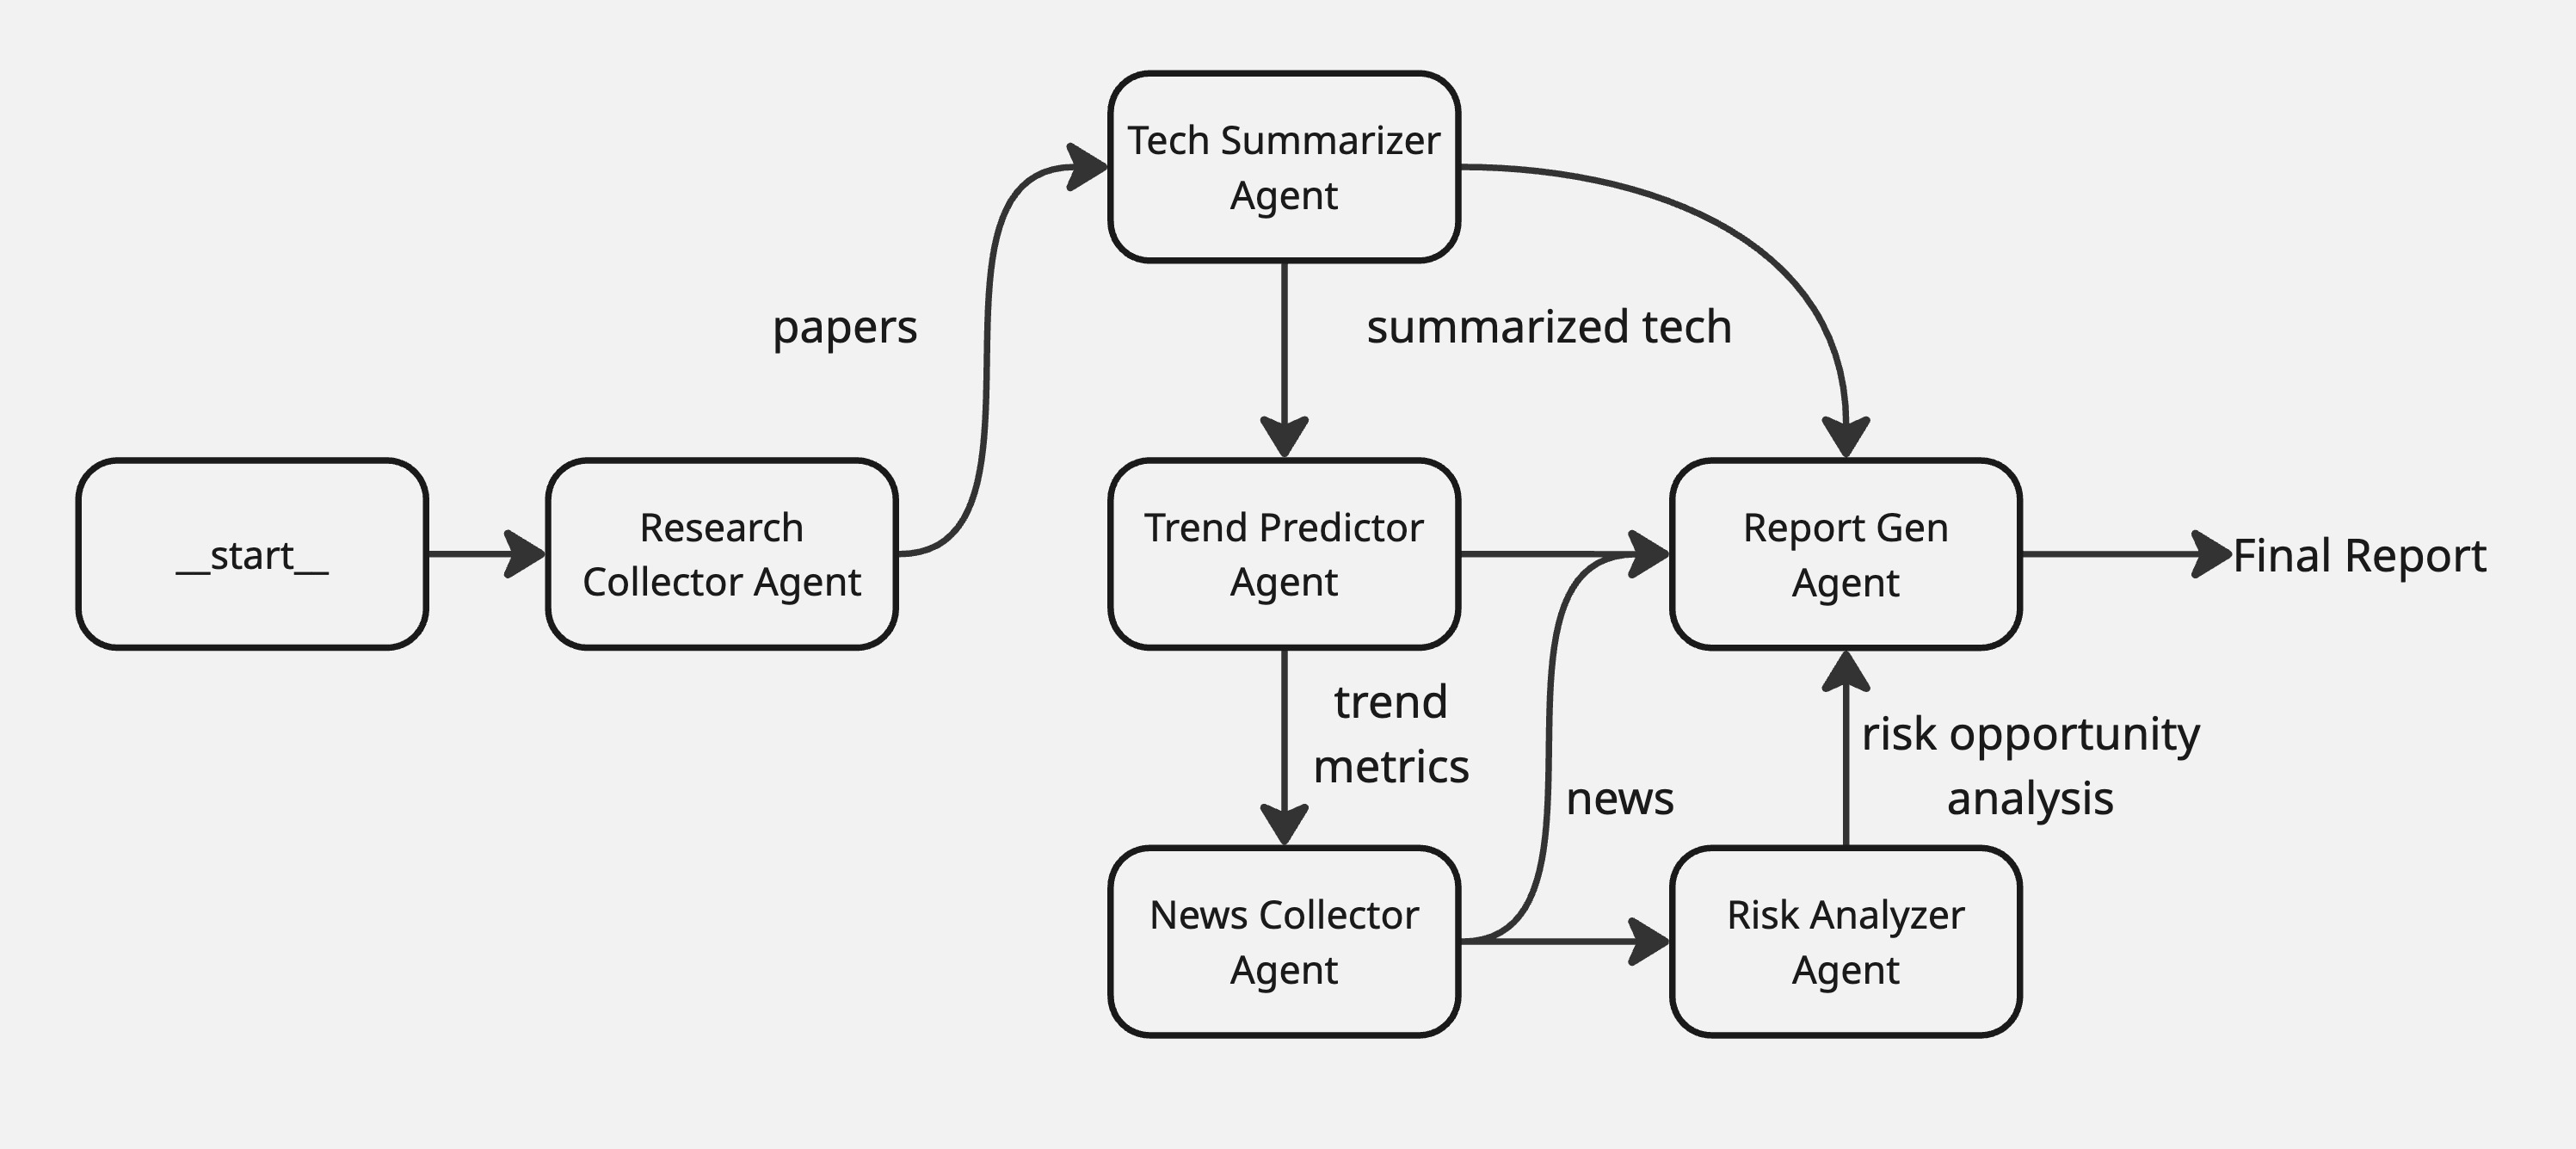 Tech Summarizer
Agent
papers
summarized tech
__start__
Research
Collector Agent
Trend Predictor
Agent
Report Gen
Agent
Final Report
trend
metrics
news
risk opportunity
analysis
News Collector
Agent
Risk Analyzer
Agent